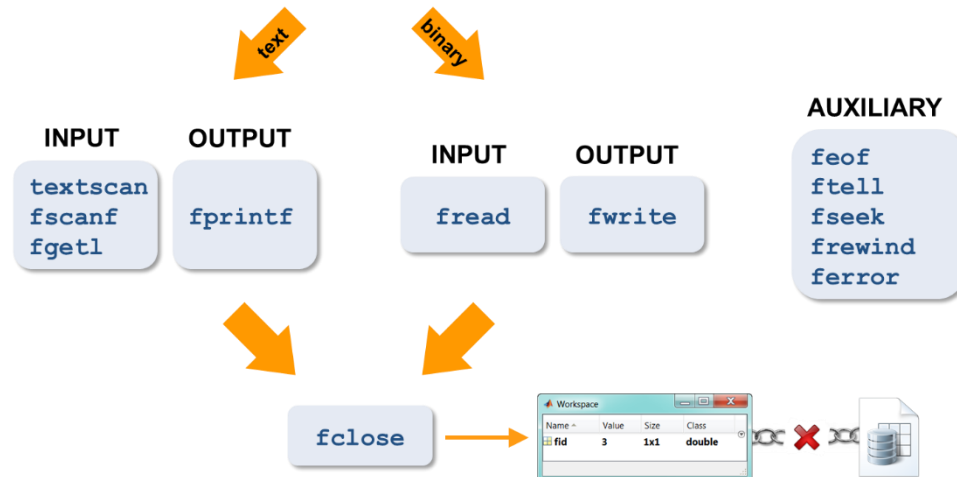 text
binary
INPUT
OUTPUT
textscan
fscanf
fgetl
fprintf
INPUT
OUTPUT
fread
fwrite
AUXILIARY
feof
ftell
fseek
frewind
ferror
fclose
Workspace
Name Value Size Class
fid 3 1x1 double